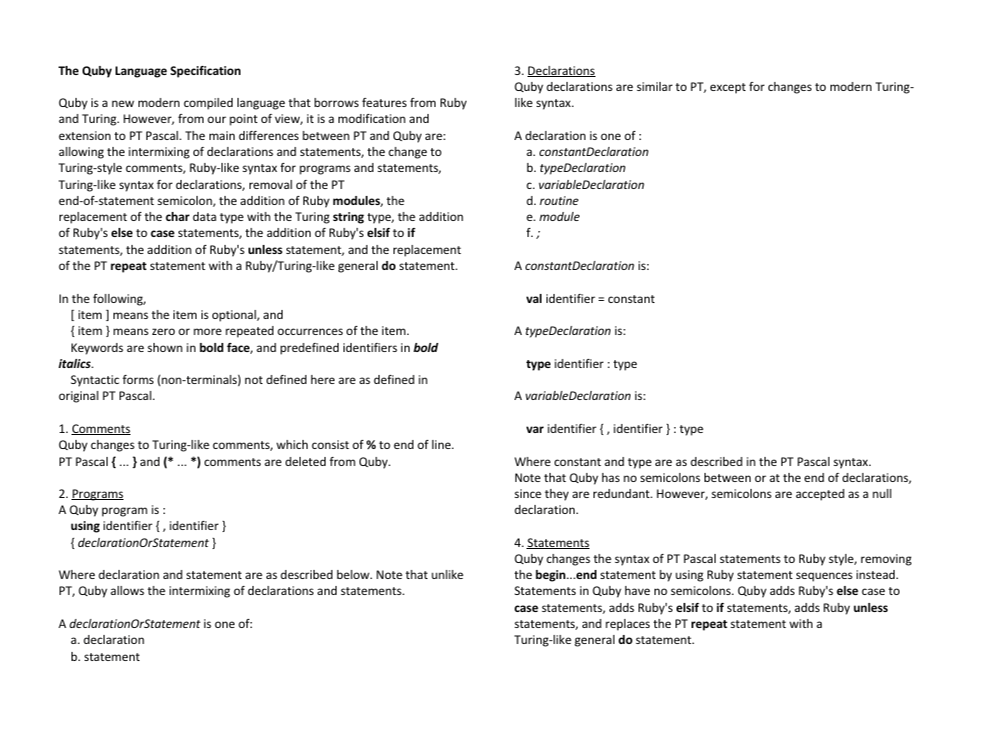 The Quby Language Specification
Quby is a new modern compiled language that borrows features from Ruby
and Turing. However, from our point of view, it is a modification and
extension to PT Pascal. The main differences between PT and Quby are:
allowing the intermixing of declarations and statements, the change to
Turing-style comments, Ruby-like syntax for programs and statements,
Turing-like syntax for declarations, removal of the PT
end-of-statement semicolon, the addition of Ruby modules, the
replacement of the char data type with the Turing string type, the addition
of Ruby's else to case statements, the addition of Ruby's elsif to if
statements, the addition of Ruby's unless statement, and the replacement
of the PT repeat statement with a Ruby/Turing-like general do statement.
In the following,
[ item ] means the item is optional, and
{ item } means zero or more repeated occurrences of the item.
Keywords are shown in bold face, and predefined identifiers in bold
italics.
Syntactic forms (non-terminals) not defined here are as defined in
original PT Pascal.
1. Comments
Quby changes to Turing-like comments, which consist of % to end of line.
PT Pascal { ... } and (* ... *) comments are deleted from Quby.
2. Programs
A Quby program is :
using identifier { , identifier }
{ declarationOrStatement }
Where declaration and statement are as described below. Note that unlike
PT, Quby allows the intermixing of declarations and statements.
A declarationOrStatement is one of:
a. declaration
b. statement
3. Declarations
Quby declarations are similar to PT, except for changes to modern Turing-
like syntax.
A declaration is one of :
a. constantDeclaration
b. typeDeclaration
c. variableDeclaration
d. routine
e. module
f. ;
A constantDeclaration is:
val identifier = constant
A typeDeclaration is:
type identifier : type
A variableDeclaration is:
var identifier { , identifier } : type
Where constant and type are as described in the PT Pascal syntax.
Note that Quby has no semicolons between or at the end of declarations,
since they are redundant. However, semicolons are accepted as a null
declaration.
4. Statements
Quby changes the syntax of PT Pascal statements to Ruby style, removing
the begin...end statement by using Ruby statement sequences instead.
Statements in Quby have no semicolons. Quby adds Ruby's else case to
case statements, adds Ruby's elsif to if statements, adds Ruby unless
statements, and replaces the PT repeat statement with a
Turing-like general do statement.